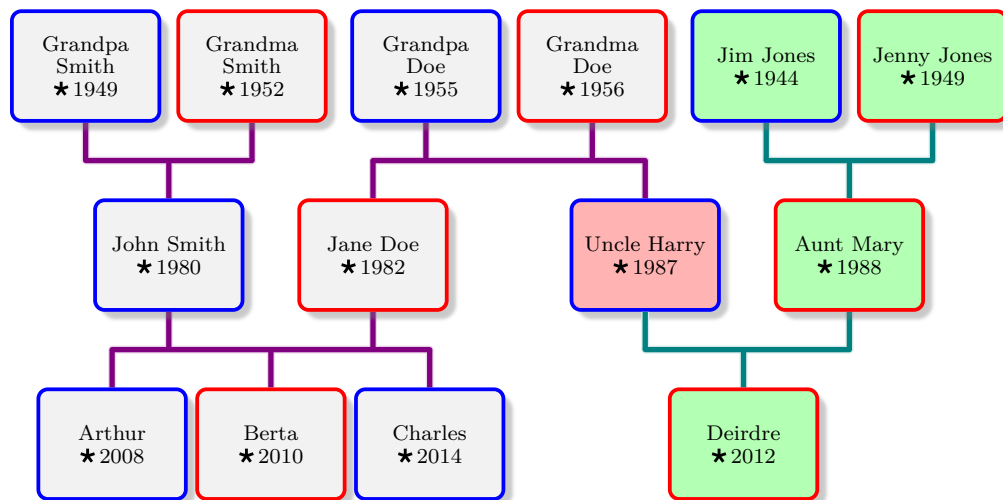 Grandpa
Smith
★ 1949
Grandma
Smith
★ 1952
Grandpa
Doe
★ 1955
Grandma
Doe
★ 1956
Jim Jones
★ 1944
Jenny Jones
★ 1949
John Smith
★ 1980
Jane Doe
★ 1982
Uncle Harry
★ 1987
Aunt Mary
★ 1988
Arthur
★ 2008
Berta
★ 2010
Charles
★ 2014
Deirdre
★ 2012